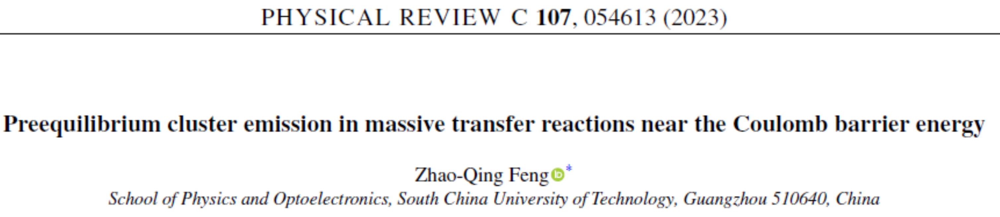 PHYSICAL REVIEW C 107, 054613 (2023)
Preequilibrium cluster emission in massive transfer reactions near the Coulomb barrier energy
Zhao-Qing Feng iD *
School of Physics and Optoelectronics, South China University of Technology, Guangzhou 510640, China